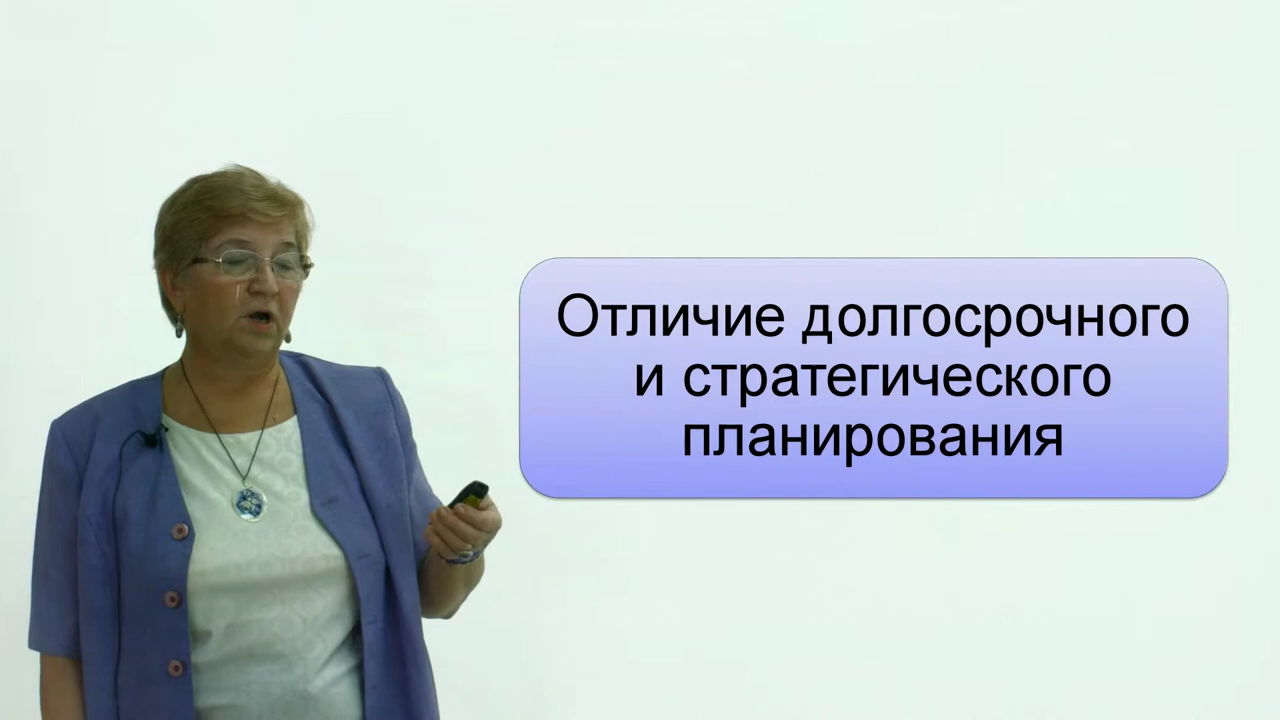 Отличие долгосрочного
и стратегического
планирования